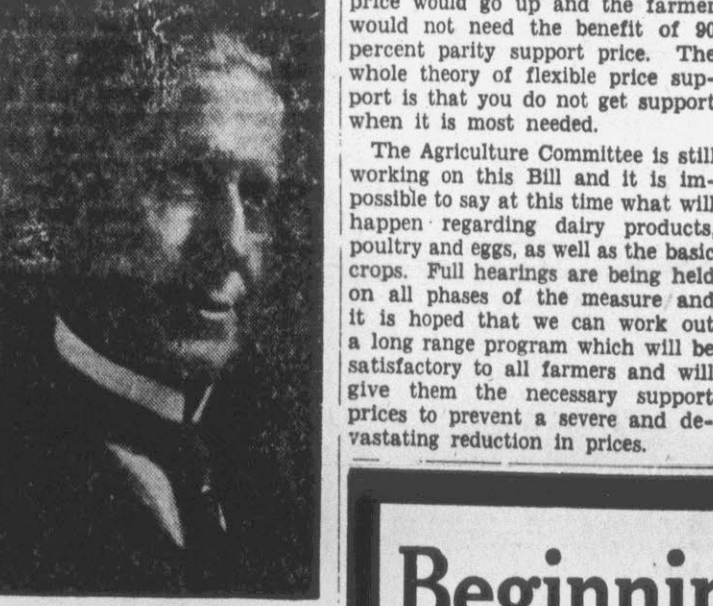 price would go up and the farmer
would not need the benefit of 90
percent parity support price. The
whole theory of flexible price sup-
port is that you do not get support
when it is most needed.
The Agriculture Committee is still
working on this Bill and it is im-
possible to say at this time what will
happen regarding dairy products,
poultry and eggs, as well as the basic
crops. Full hearings are being held
on all phases of the measure and
it is hoped that we can work out
a long range program which will be
satisfactory to all farmers and will
give them the necessary support
prices to prevent a severe and de-
vastating reduction in prices.
Beginnin